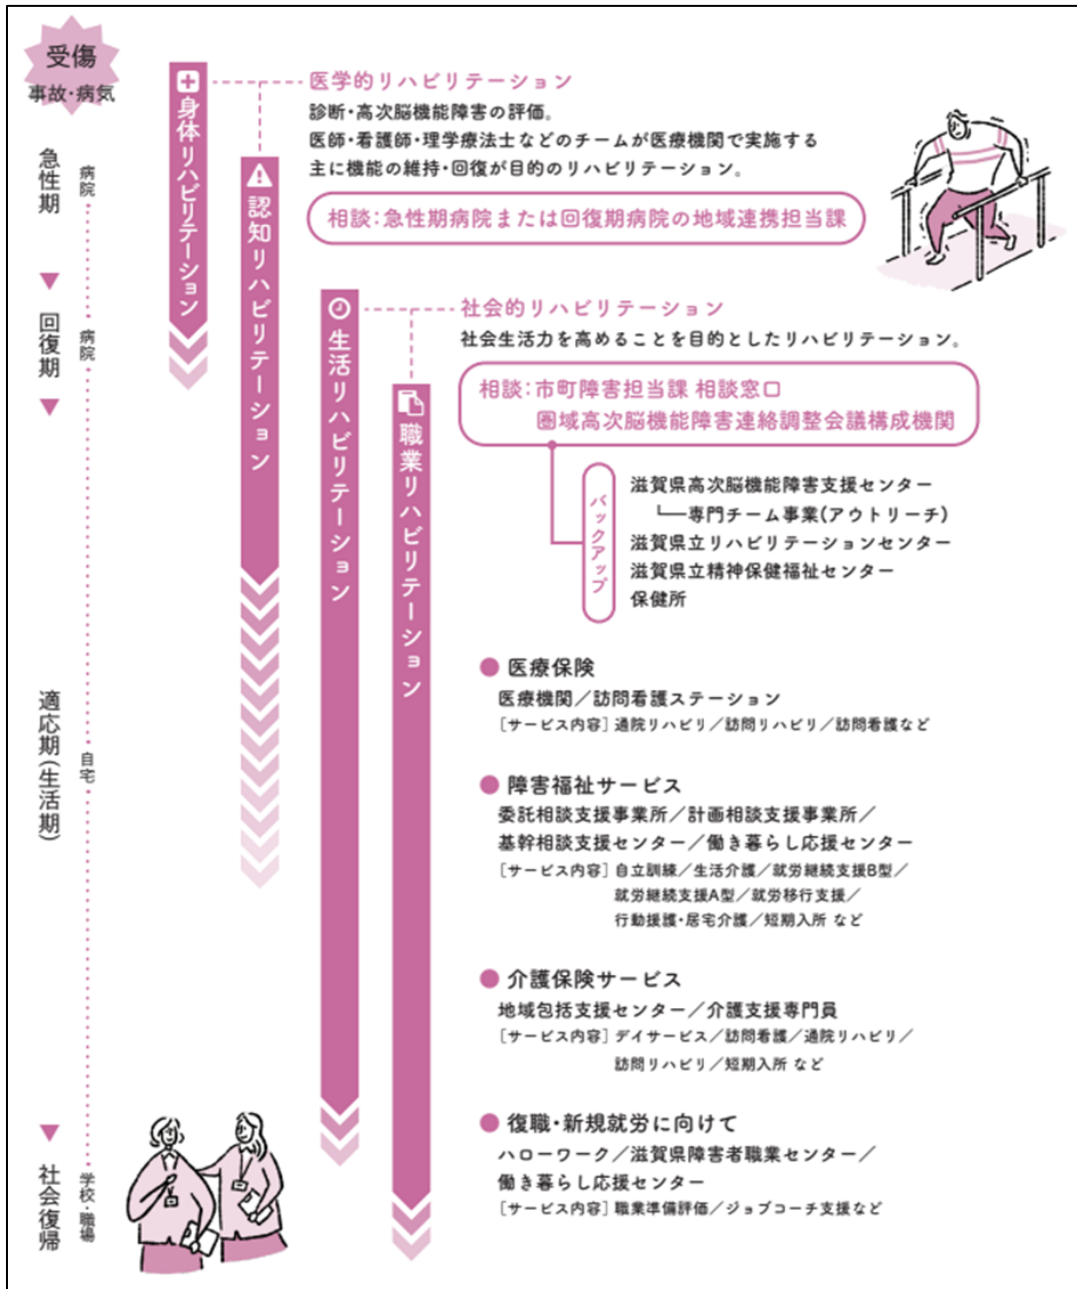 受傷
事故・病気
急性期
病院
回復期
病院
適応期(生活期)
自宅
社会復帰
学校・職場
身体リハビリテーション
認知リハビリテーション
生活リハビリテーション
職業リハビリテーション
医学的リハビリテーション
診断・高次脳機能障害の評価。
医師・看護師・理学療法士などのチームが医療機関で実施する
主に機能の維持・回復が目的のリハビリテーション。
相談:急性期病院または回復期病院の地域連携担当課
社会的リハビリテーション
社会生活力を高めることを目的としたリハビリテーション。
相談:市町障害担当課 相談窓口
圏域高次脳機能障害連絡調整会議構成機関
バックアップ
滋賀県高次脳機能障害支援センター
専門チーム事業(アウトリーチ)
滋賀県立リハビリテーションセンター
滋賀県立精神保健福祉センター
保健所
● 医療保険
医療機関／訪問看護ステーション
[サービス内容] 通院リハビリ／訪問リハビリ／訪問看護など
● 障害福祉サービス
委託相談支援事業所／計画相談支援事業所／
基幹相談支援センター／働き暮らし応援センター
[サービス内容] 自立訓練／生活介護／就労継続支援B型／
就労継続支援A型／就労移行支援／
行動援護・居宅介護／短期入所 など
● 介護保険サービス
地域包括支援センター／介護支援専門員
[サービス内容] デイサービス／訪問看護／通院リハビリ／
訪問リハビリ／短期入所 など
● 復職・新規就労に向けて
ハローワーク／滋賀県障害者職業センター／
働き暮らし応援センター
[サービス内容] 職業準備評価／ジョブコーチ支援など